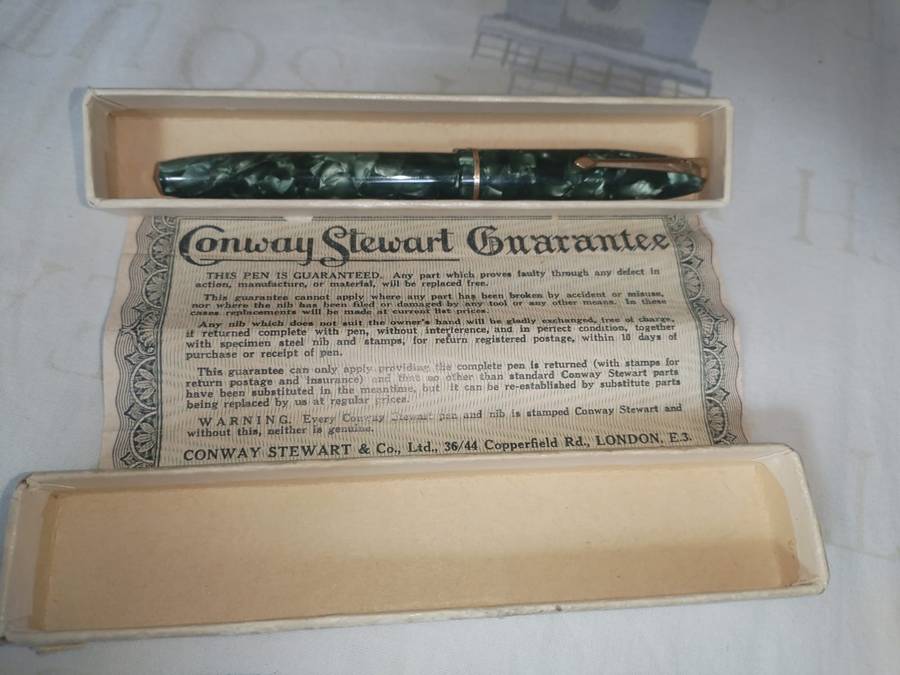 Conway Stewart Guarantee
THIS PEN IS GUARANTEED. Any part which proves faulty through any defect in
action, manufacture, or material, will be replaced free.
This guarantee cannot apply where any part has been broken by accident or misuse,
nor where the nib has been filed or damaged by any tool or any other means. In these
cases replacements will be made at current list prices.
Any nib which does not suit the owner's hand will be gladly exchanged, free of charge,
if returned complete with pen, without interference, and in perfect condition, together
with specimen steel nib and stamps, for return registered postage, within 10 days of
purchase or receipt of pen.
This guarantee can only apply providing the complete pen is returned (with stamps for
return postage and insurance) and that no other than standard Conway Stewart parts
have been substituted in the meantime, but it can be re-established by substitute parts
being replaced by us at regular prices.
WARNING. Every Conway Stewart pen and nib is stamped Conway Stewart and
without this, neither is genuine.
CONWAY STEWART & Co., Ltd., 36/44 Copperfield Rd., LONDON, E.3.